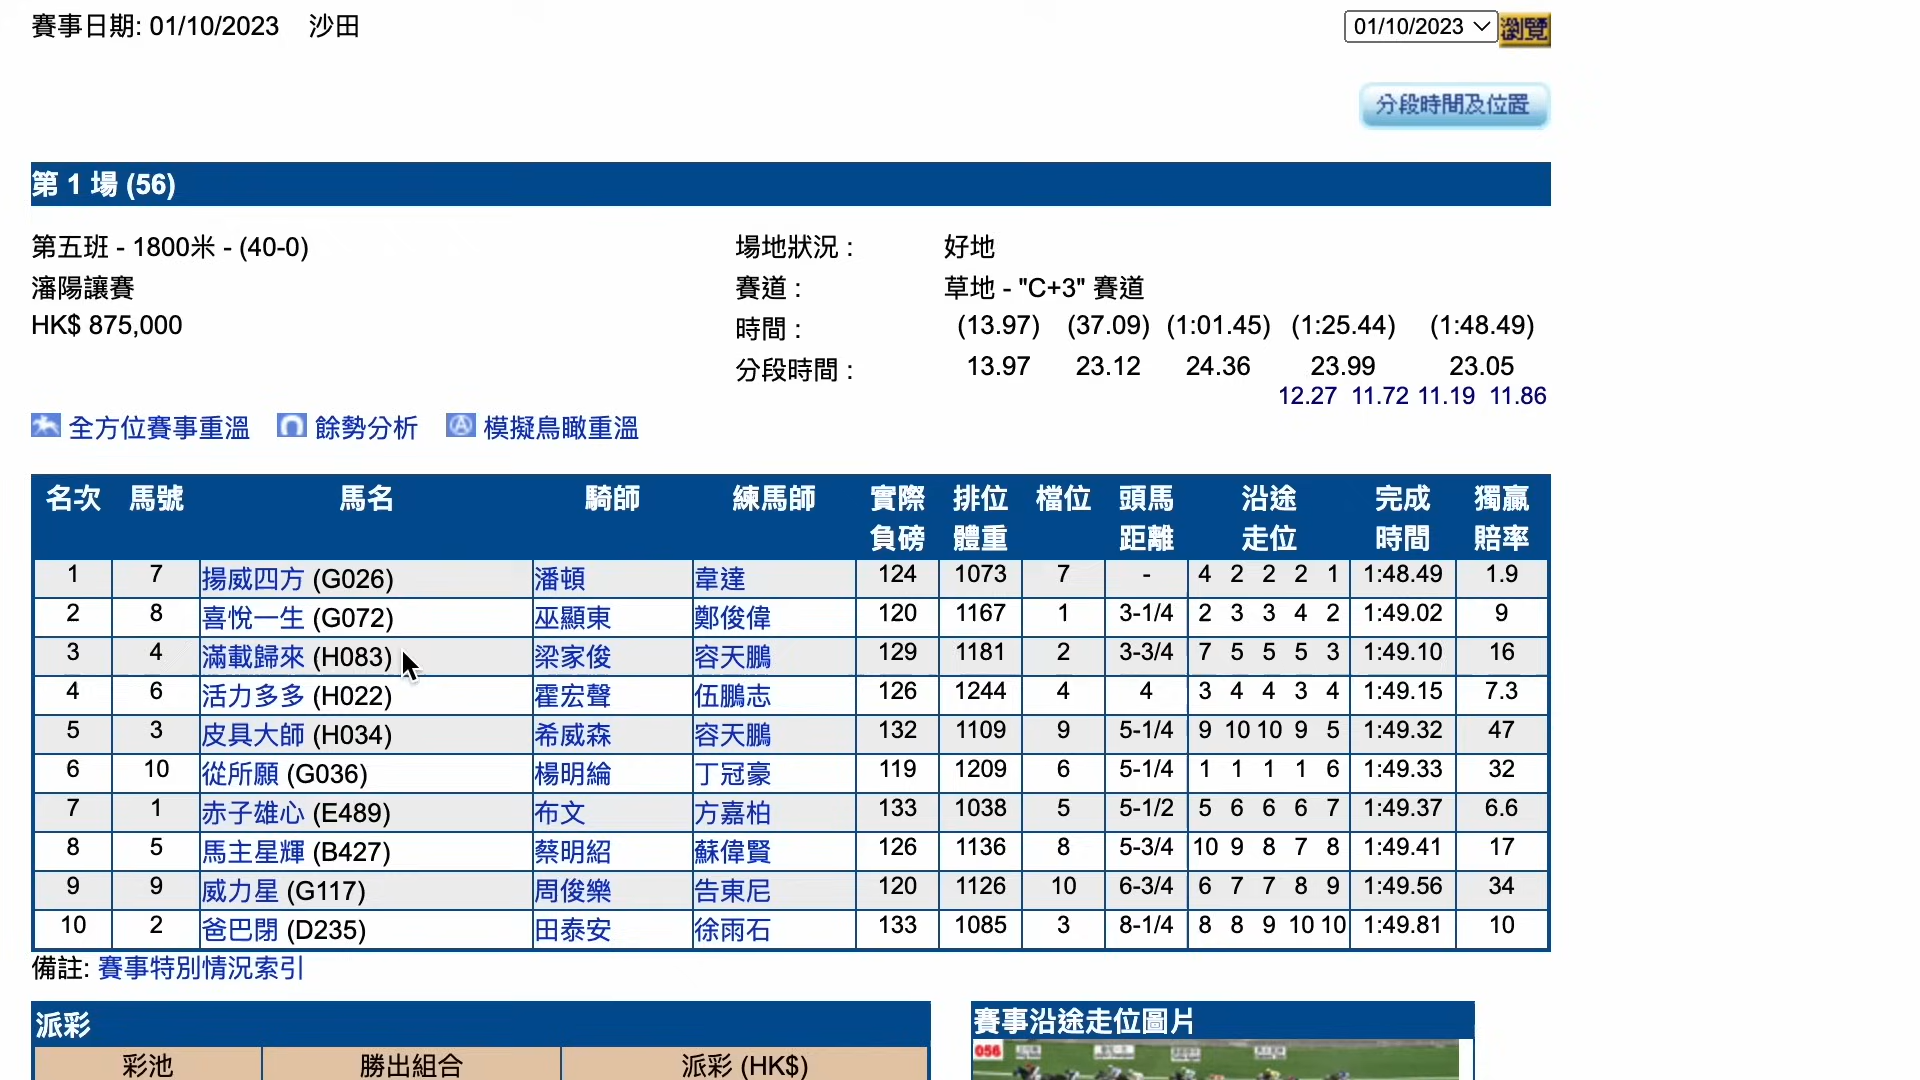 賽事日期: 01/10/2023 沙田
01/10/2023 瀏覽
分段時間及位置
第 1 場 (56)
第五班 - 1800米 - (40-0) 場地狀況 : 好地
瀋陽讓賽 賽道 : 草地 - "C+3" 賽道
HK$ 875,000 時間 : (13.97) (37.09) (1:01.45) (1:25.44) (1:48.49)
分段時間 : 13.97 23.12 24.36 23.99 23.05
12.27 11.72 11.19 11.86
全方位賽事重溫 餘勢分析 模擬鳥瞰重溫
名次 馬號 馬名 騎師 練馬師 實際負磅 排位體重 檔位 頭馬距離 沿途走位 完成時間 獨贏賠率
1 7 揚威四方 (G026) 潘頓 韋達 124 1073 7 - 4 2 2 2 1 1:48.49 1.9
2 8 喜悅一生 (G072) 巫顯東 鄭俊偉 120 1167 1 3-1/4 2 3 3 4 2 1:49.02 9
3 4 滿載歸來 (H083) 梁家俊 容天鵬 129 1181 2 3-3/4 7 5 5 5 3 1:49.10 16
4 6 活力多多 (H022) 霍宏聲 伍鵬志 126 1244 4 4 3 4 4 3 4 1:49.15 7.3
5 3 皮具大師 (H034) 希威森 容天鵬 132 1109 9 5-1/4 9 10 10 9 5 1:49.32 47
6 10 從所願 (G036) 楊明綸 丁冠豪 119 1209 6 5-1/4 1 1 1 1 6 1:49.33 32
7 1 赤子雄心 (E489) 布文 方嘉柏 133 1038 5 5-1/2 5 6 6 6 7 1:49.37 6.6
8 5 馬主星輝 (B427) 蔡明紹 蘇偉賢 126 1136 8 5-3/4 10 9 8 7 8 1:49.41 17
9 9 威力星 (G117) 周俊樂 告東尼 120 1126 10 6-3/4 6 7 7 8 9 1:49.56 34
10 2 爸巴閉 (D235) 田泰安 徐雨石 133 1085 3 8-1/4 8 8 9 10 10 1:49.81 10
備註: 賽事特別情況索引
派彩 賽事沿途走位圖片
彩池 勝出組合 派彩 (HK$)
056